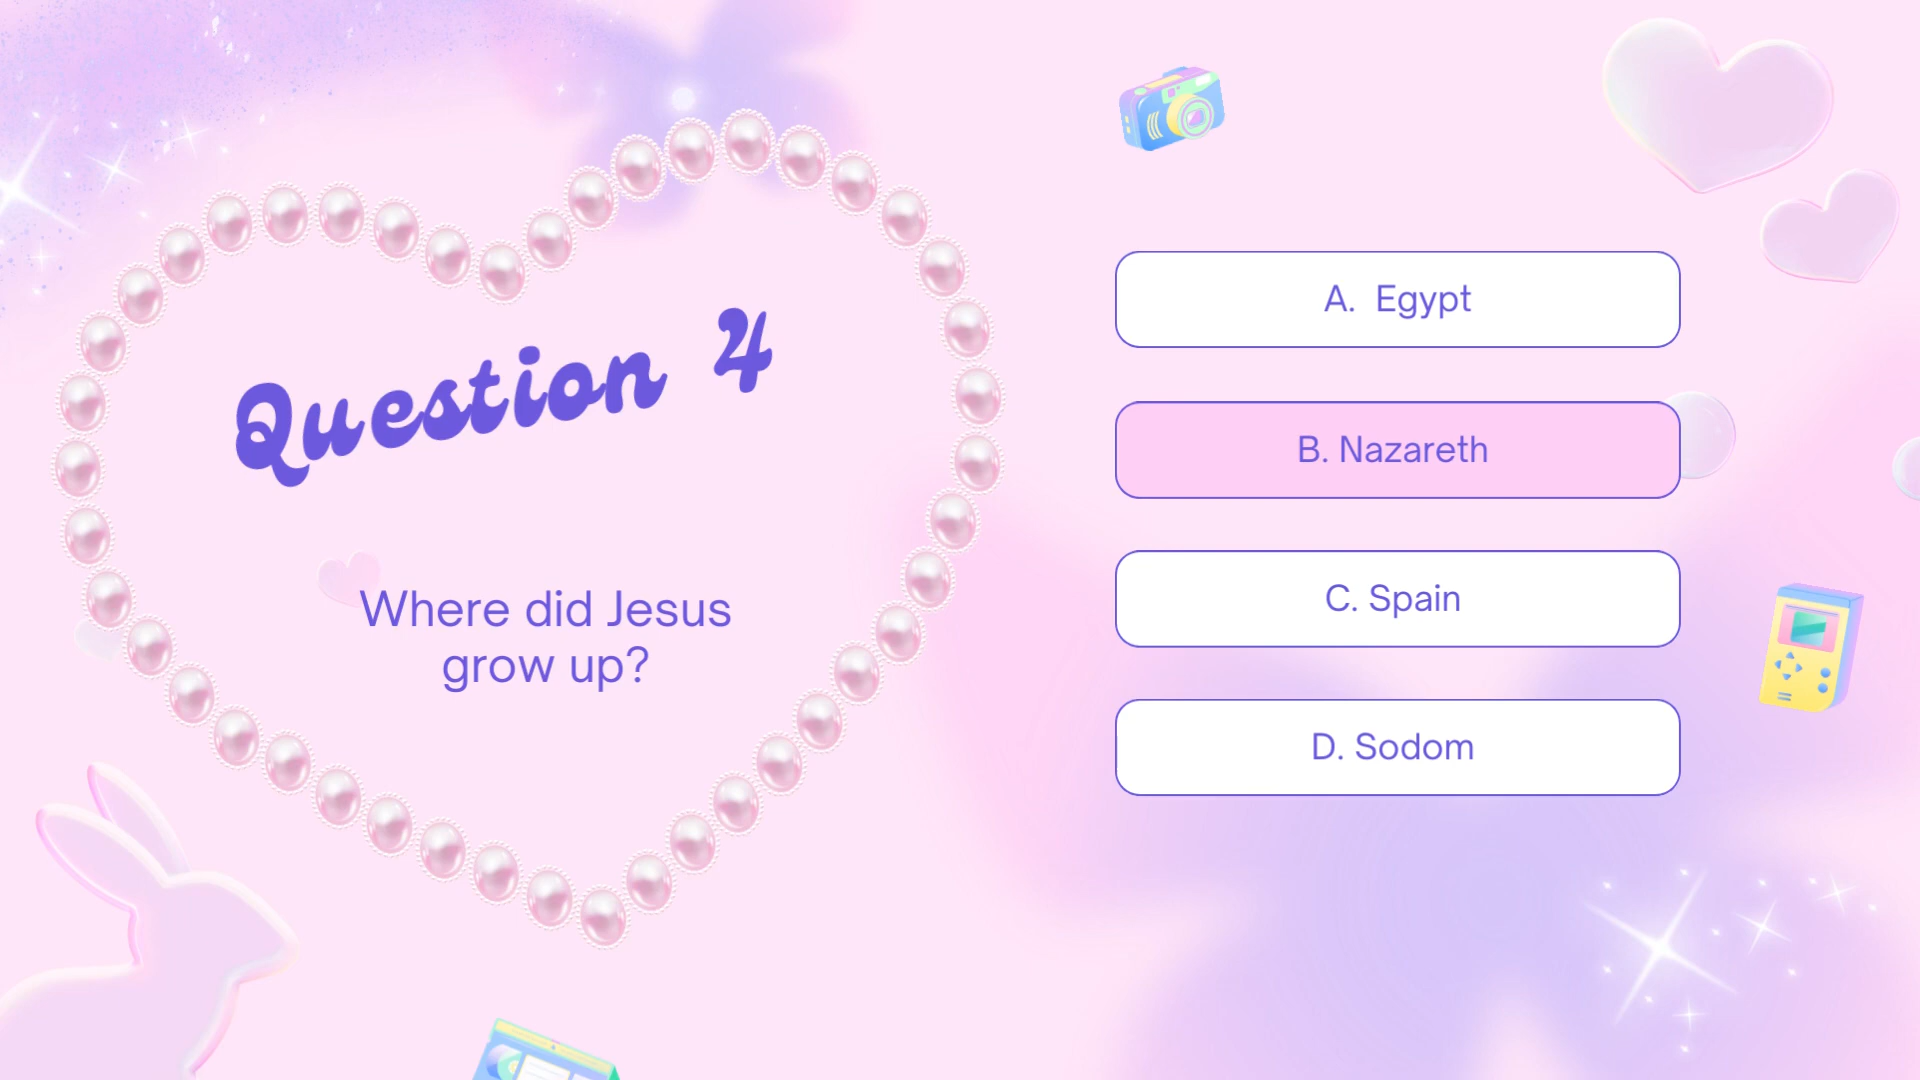 Question 4
Where did Jesus
grow up?
A. Egypt
B. Nazareth
C. Spain
D. Sodom